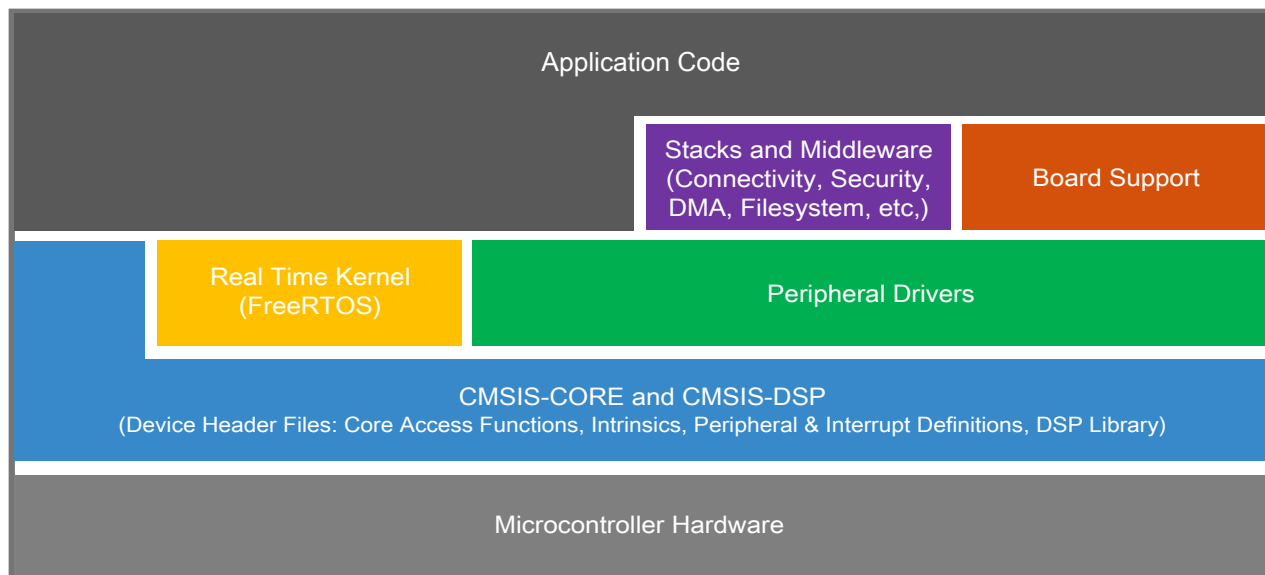 Application Code
Stacks and Middleware
(Connectivity, Security,
DMA, Filesystem, etc,)
Board Support
Real Time Kernel
(FreeRTOS)
Peripheral Drivers
CMSIS-CORE and CMSIS-DSP
(Device Header Files: Core Access Functions, Intrinsics, Peripheral & Interrupt Definitions, DSP Library)
Microcontroller Hardware